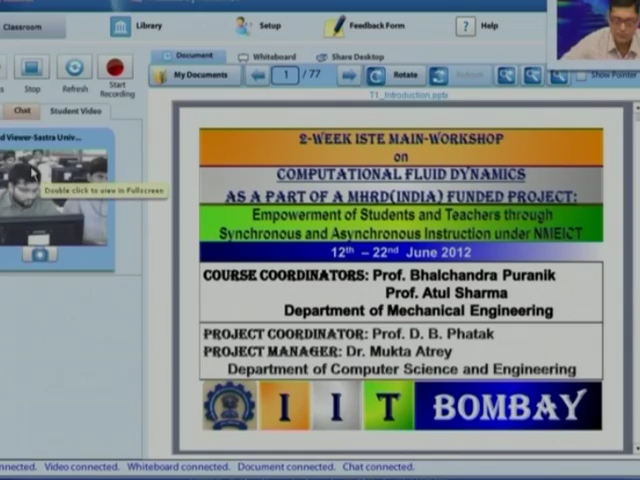 Classroom
Library
Setup
Feedback Form
? Help
Document
Whiteboard
Share Desktop
Stop
Refresh
Start
Recording
My Documents
1 / 77
Rotate
Show Pointer
T1_Introduction.pptx
Chat
Student Video
d Viewer-Sastra Univ...
Double click to view in Fullscreen
2-WEEK ISTE MAIN-WORKSHOP
on
COMPUTATIONAL FLUID DYNAMICS
AS A PART OF A MHRD(INDIA) FUNDED PROJECT:
Empowerment of Students and Teachers through
Synchronous and Asynchronous Instruction under NMEICT
12th – 22nd June 2012
COURSE COORDINATORS: Prof. Bhalchandra Puranik
Prof. Atul Sharma
Department of Mechanical Engineering
PROJECT COORDINATOR: Prof. D. B. Phatak
PROJECT MANAGER: Dr. Mukta Atrey
Department of Computer Science and Engineering
I I T BOMBAY
nnected. Video connected. Whiteboard connected. Document connected. Chat connected.